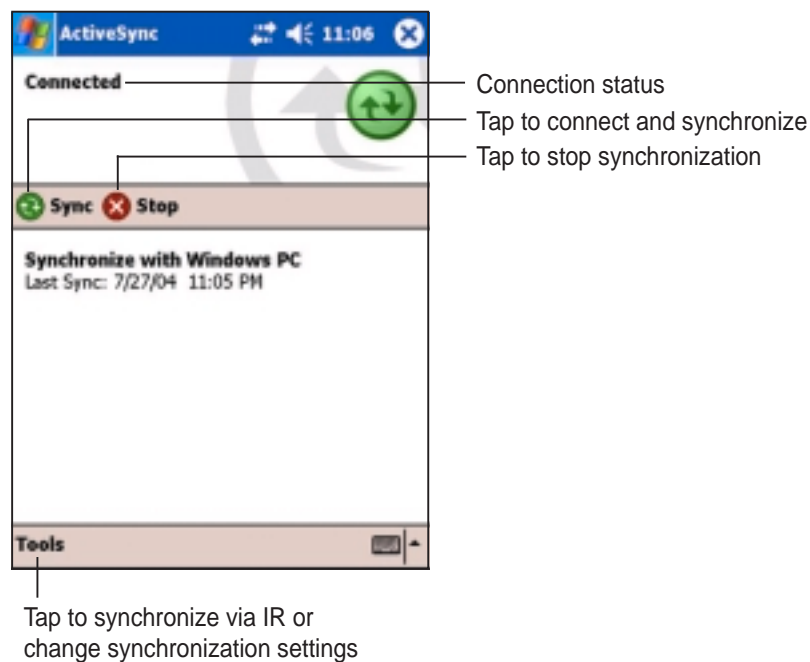 ActiveSync 11:06
Connected
Connection status
Tap to connect and synchronize
Tap to stop synchronization
Sync Stop
Synchronize with Windows PC
Last Sync: 7/27/04 11:05 PM
Tools
Tap to synchronize via IR or
change synchronization settings